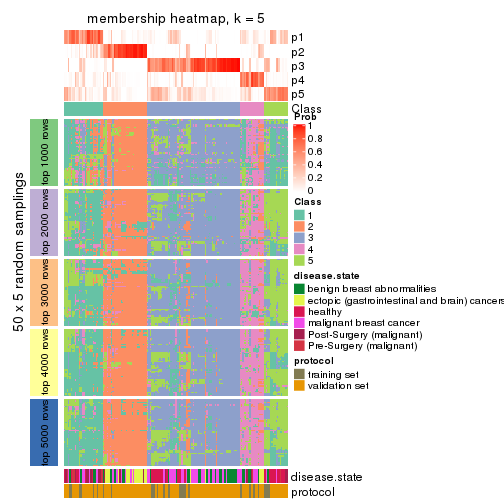 membership heatmap, k = 5
p1
p2
p3
p4
p5
Class
50 x 5 random samplings
top 1000 rows
top 2000 rows
top 3000 rows
top 4000 rows
top 5000 rows
disease.state
protocol
Prob
1
0.8
0.6
0.4
0.2
0
Class
1
2
3
4
5
disease.state
benign breast abnormalities
ectopic (gastrointestinal and brain) cancers
healthy
malignant breast cancer
Post-Surgery (malignant)
Pre-Surgery (malignant)
protocol
training set
validation set